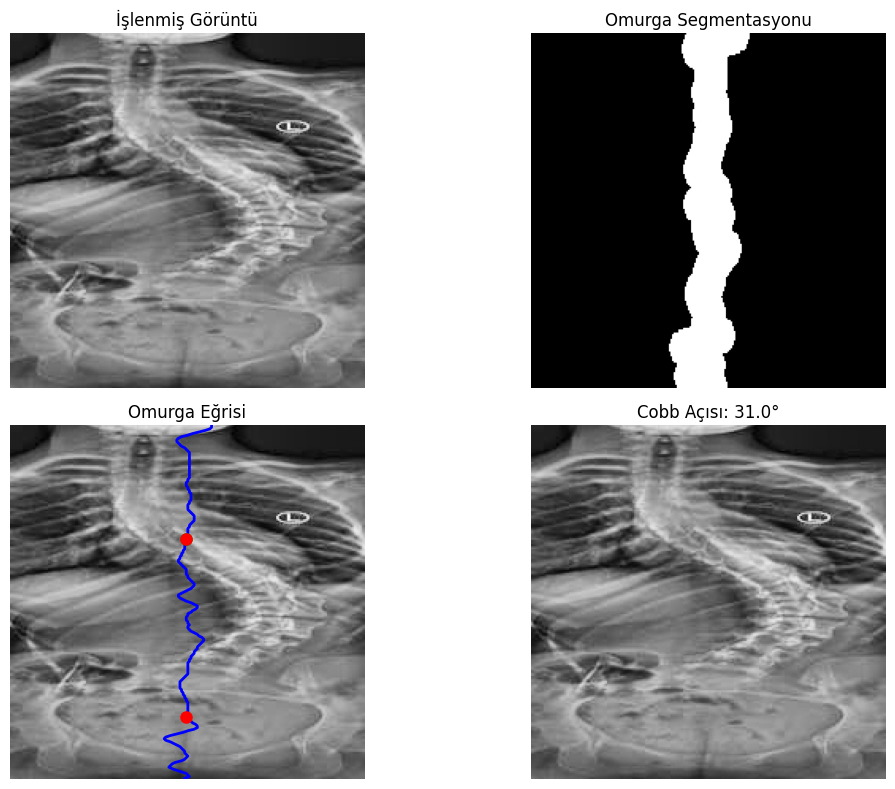 İşlenmiş Görüntü
Omurga Segmentasyonu
L
Omurga Eğrisi
Cobb Açısı: 31.0°
L
L